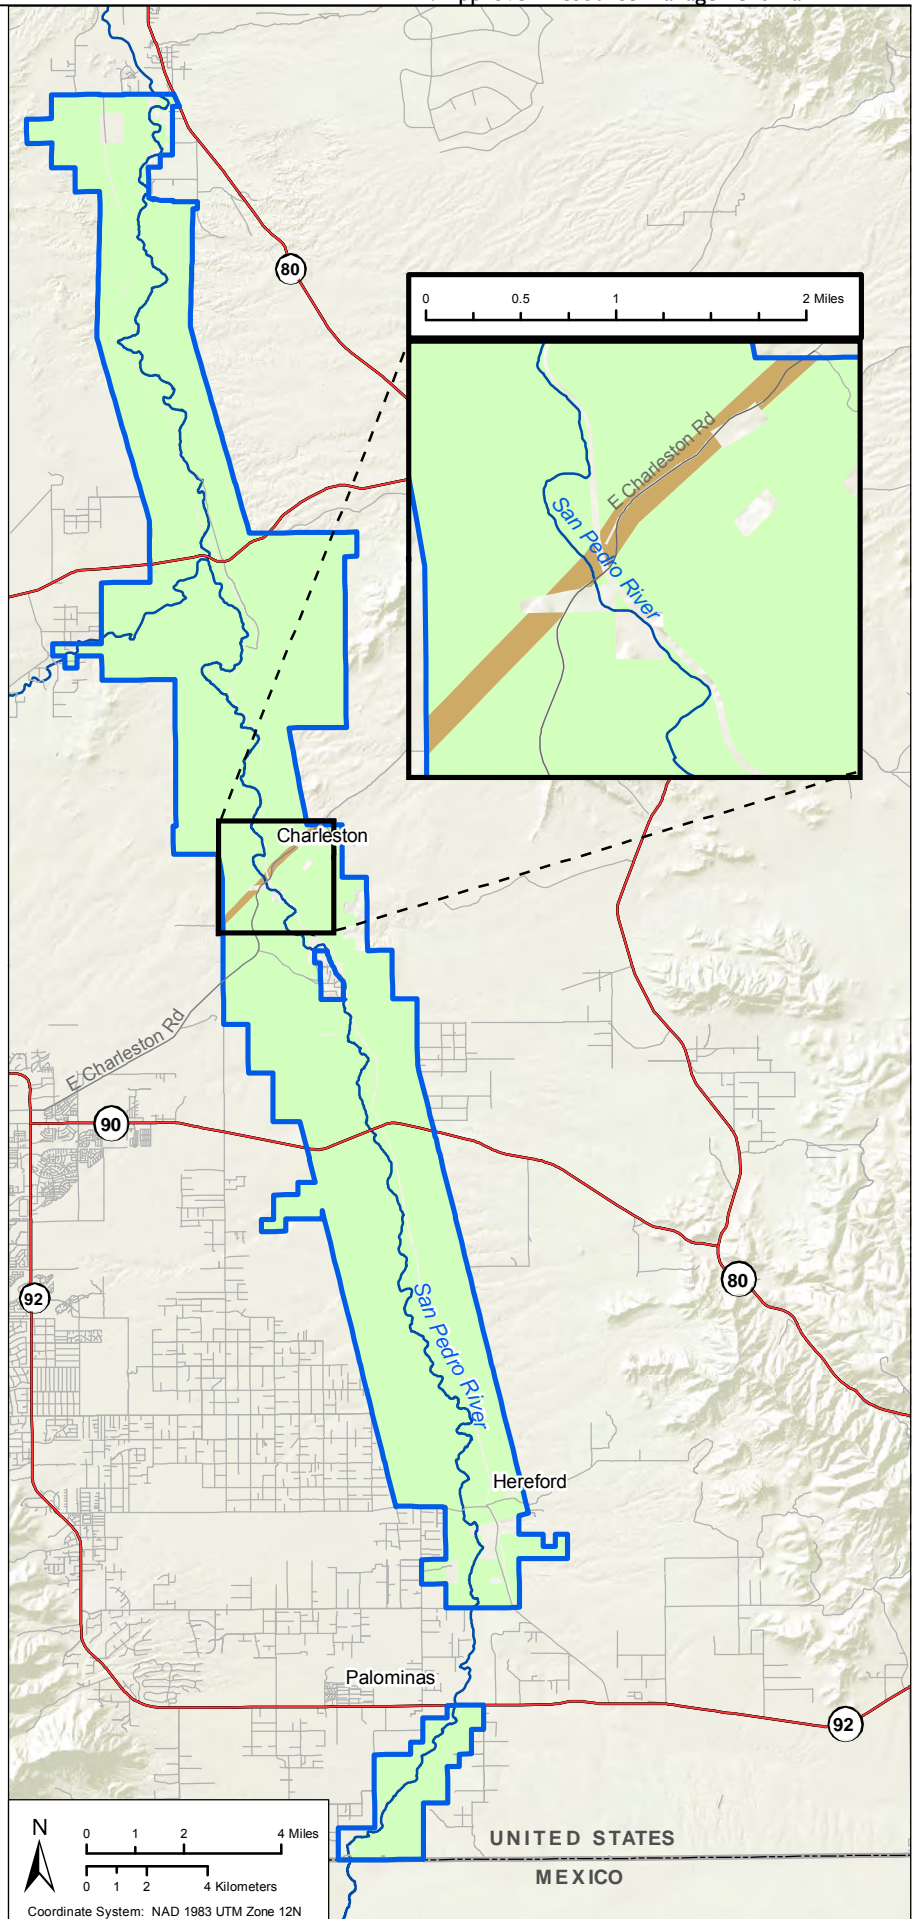 80
0 0.5 1 2 Miles
E Charleston Rd
San Pedro River
Charleston
E Charleston Rd
90
80
92
San Pedro River
Hereford
Palominas
92
N
0 1 2 4 Miles
0 1 2 4 Kilometers
Coordinate System: NAD 1983 UTM Zone 12N
UNITED STATES
MEXICO